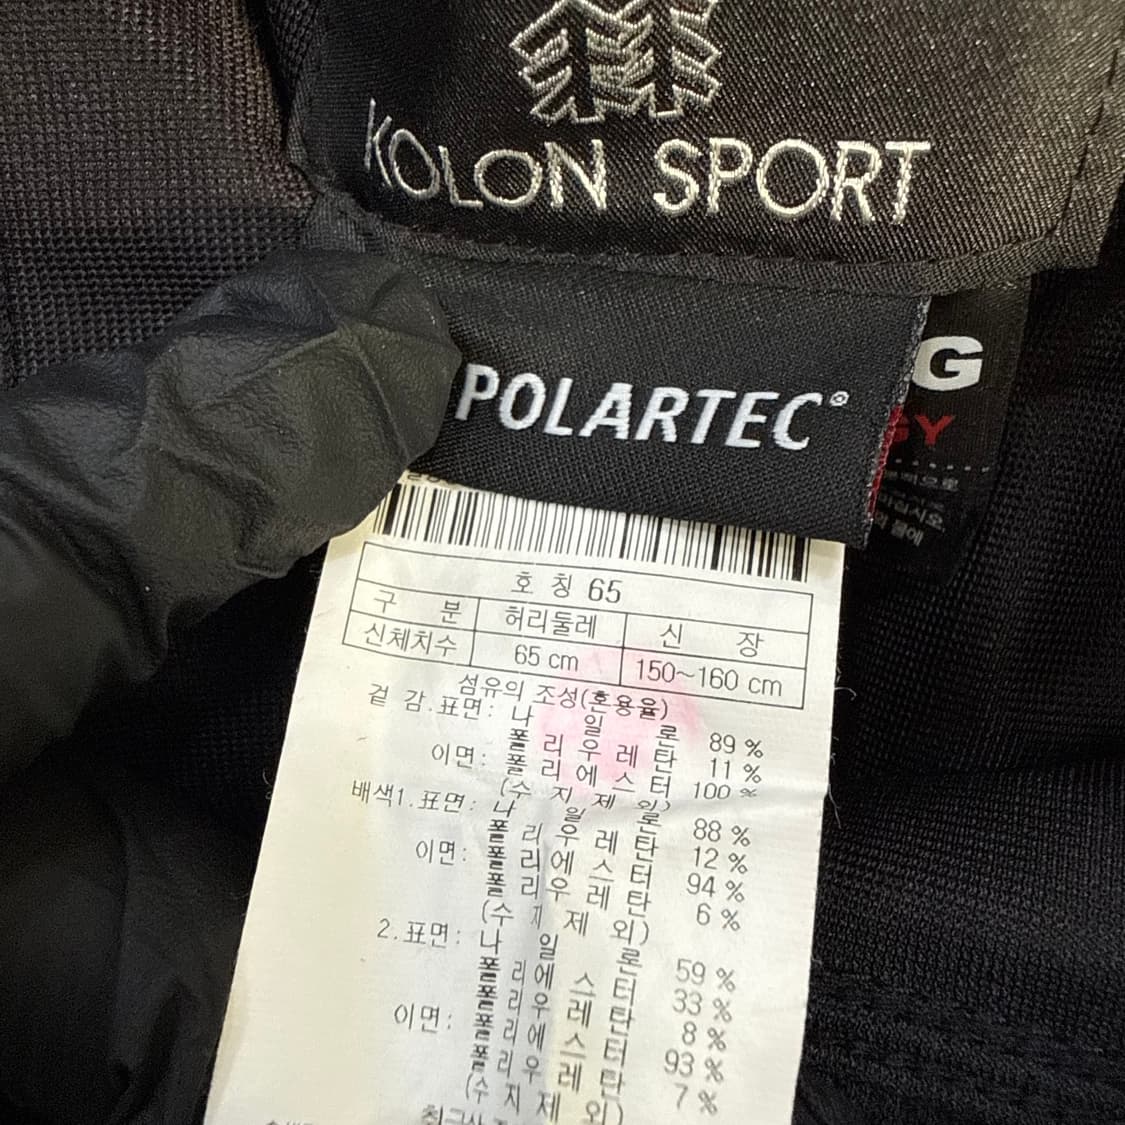 KOLON SPORT
POLARTEC®
G
GY
호 칭 65
구 분 허리둘레 신 장
신체치수 65 cm 150~160 cm
섬유의 조성(혼용율)
겉 감.표면: 나 일 론 89 %
폴 리 우 레 탄 11 %
이면: 폴 리 에 스 터 100 %
(수 지 제 외)
배색1.표면: 나 일 론 88 %
폴 리 우 레 탄 12 %
이면: 폴 리 에 스 터 94 %
폴 리 우 레 탄 6 %
(수 지 제 외)
2.표면: 나 일 론 59 %
폴 리 에 스 터 33 %
폴 리 우 레 탄 8 %
이면: 폴 리 에 스 터 93 %
폴 리 우 레 탄 7 %
(수 지 제 외)